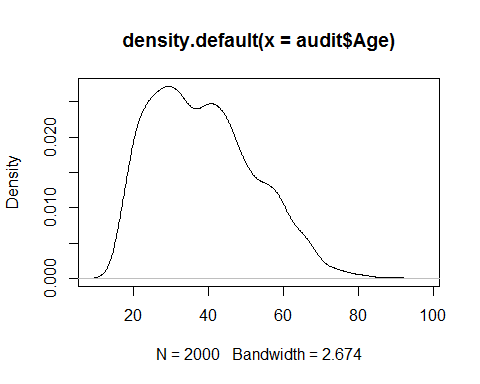 density.default(x = audit$Age)
Density
0.020
0.010
0.000
20 40 60 80 100
N = 2000 Bandwidth = 2.674